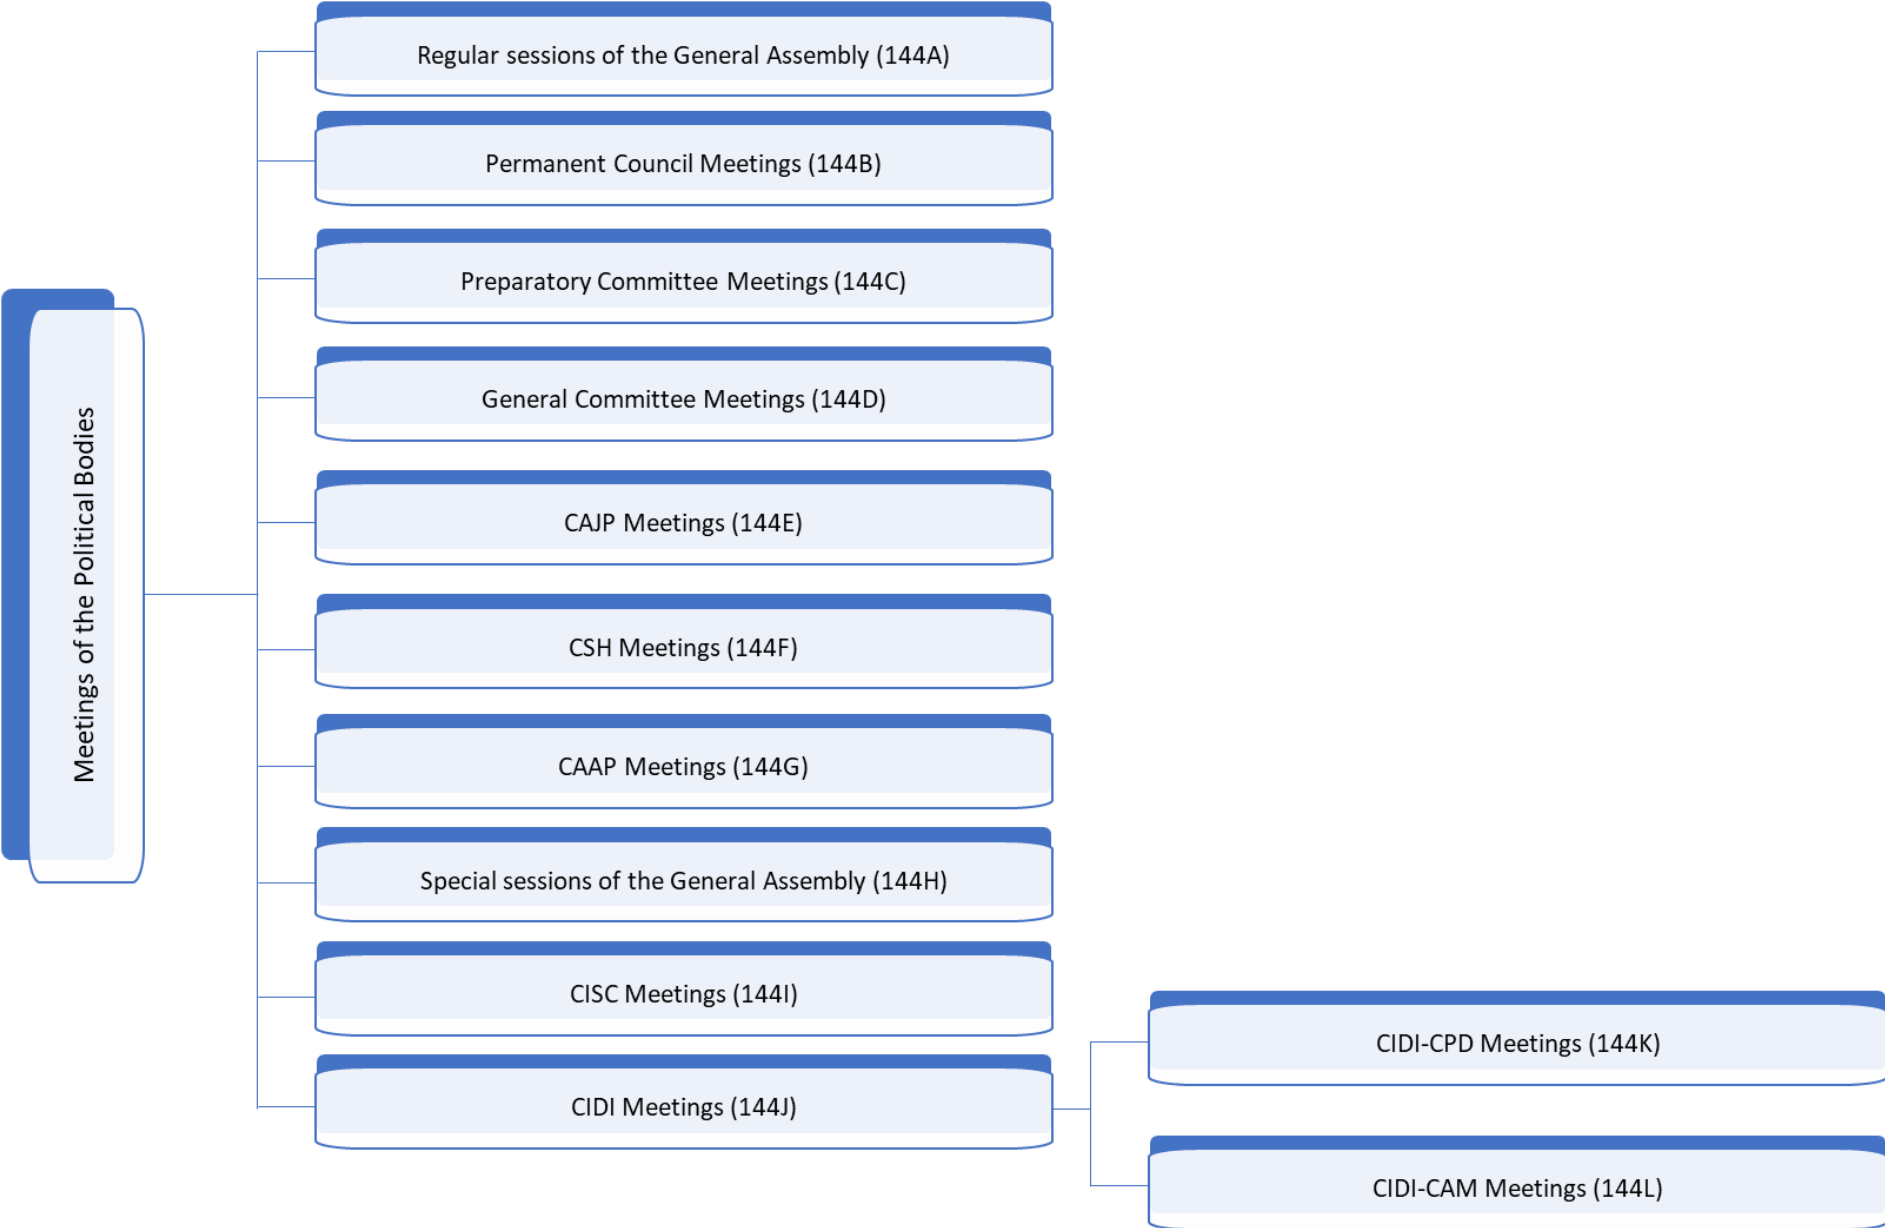 Meetings of the Political Bodies
Regular sessions of the General Assembly (144A)
Permanent Council Meetings (144B)
Preparatory Committee Meetings (144C)
General Committee Meetings (144D)
CAJP Meetings (144E)
CSH Meetings (144F)
CAAP Meetings (144G)
Special sessions of the General Assembly (144H)
CISC Meetings (144I)
CIDI Meetings (144J)
CIDI-CPD Meetings (144K)
CIDI-CAM Meetings (144L)